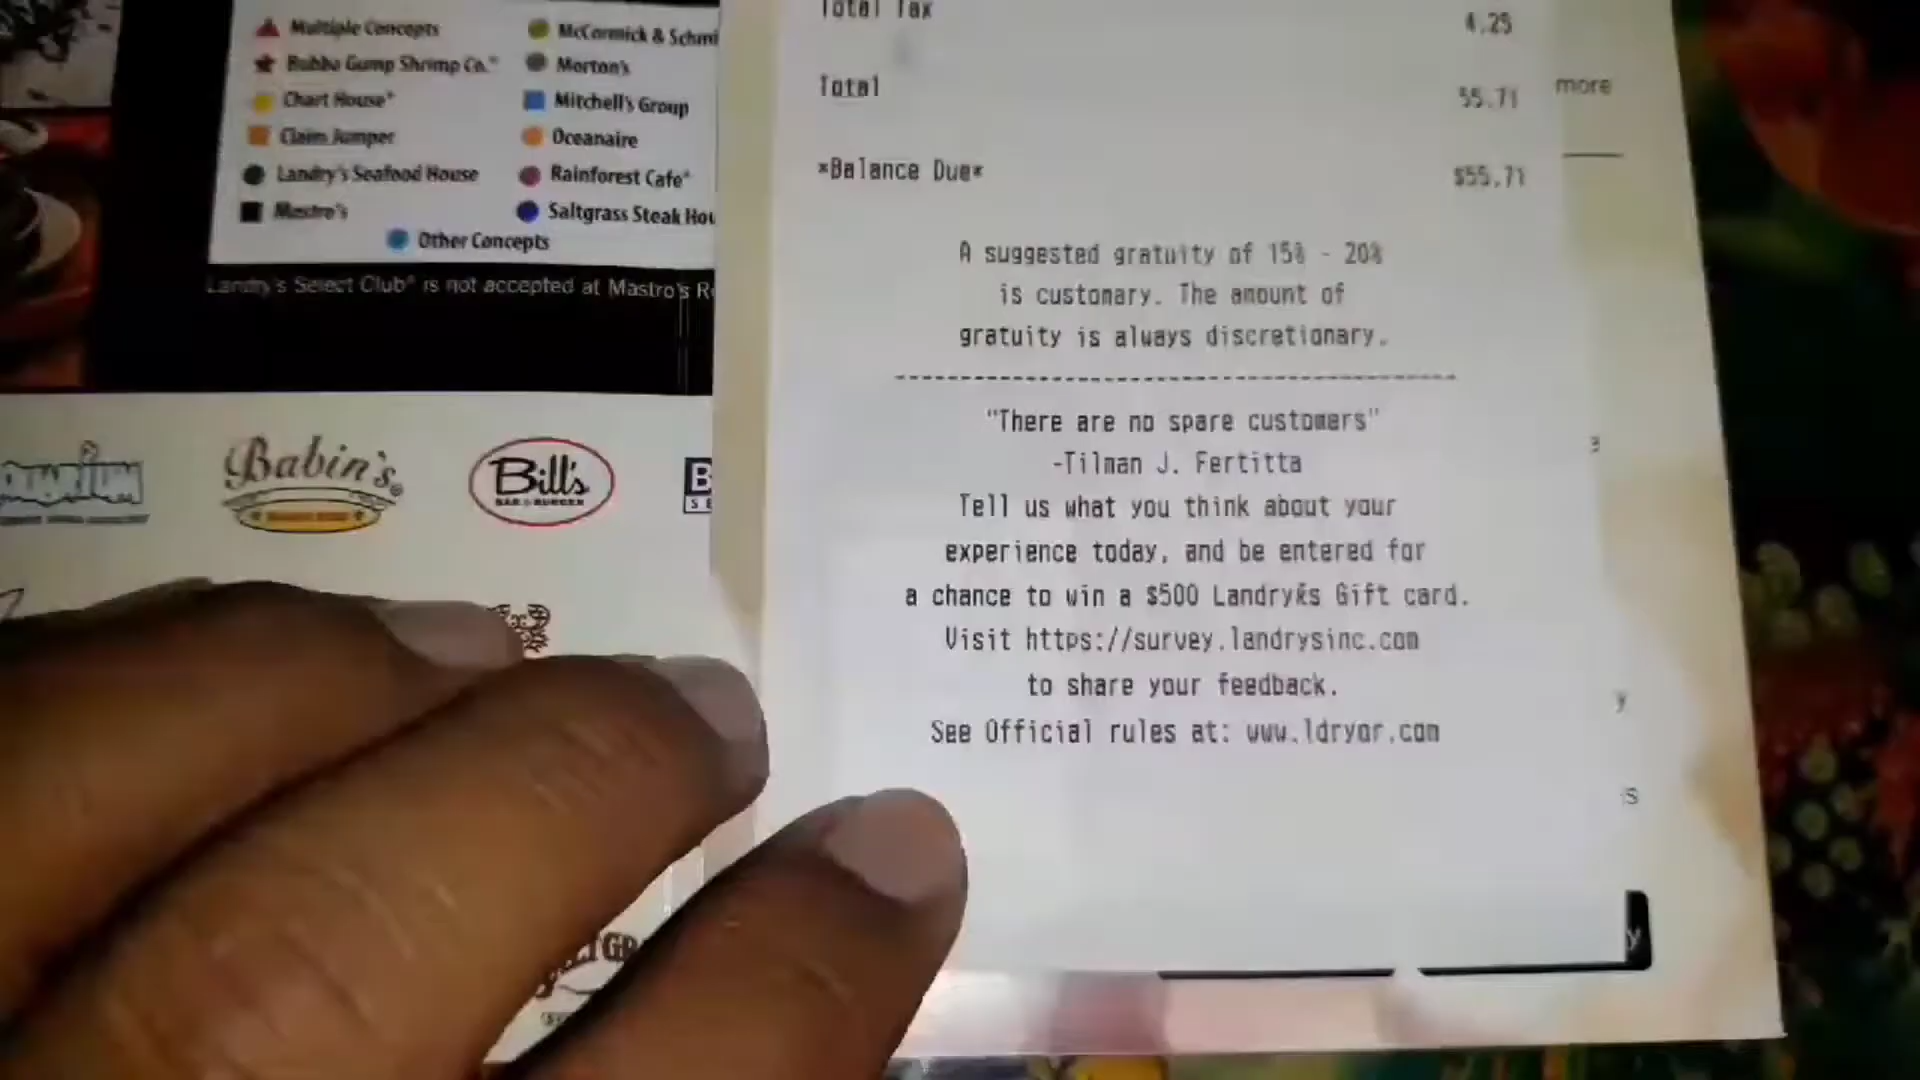 Multiple Concepts
Bubba Gump Shrimp Co.®
Chart House®
Claim Jumper
Landry's Seafood House
Mastro's
McCormick & Schmi
Morton's
Mitchell's Group
Oceanaire
Rainforest Cafe®
Saltgrass Steak Hou
Other Concepts
Landry's Select Club® is not accepted at Mastro's R
Babin's
Bill's
BAR & BURGER
B
Total Tax 4.25
Total 55.71
*Balance Due* $55.71
A suggested gratuity of 15% - 20%
is customary. The amount of
gratuity is always discretionary.
"There are no spare customers"
-Tilman J. Fertitta
Tell us what you think about your
experience today, and be entered for
a chance to win a $500 Landry&s Gift card.
Visit https://survey.landrysinc.com
to share your feedback.
See Official rules at: www.ldryor.com
more
y
s
y